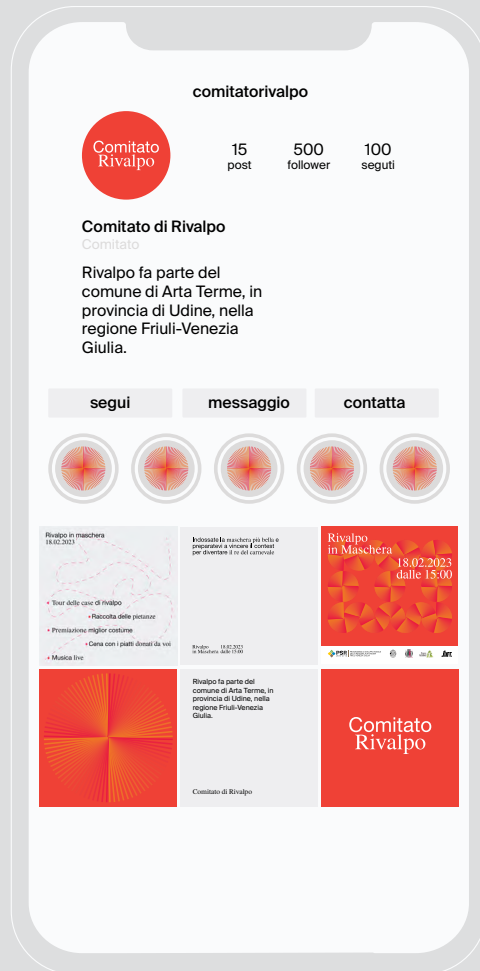 comitatorivalpo
Comitato
Rivalpo
15
post
500
follower
100
seguti
Comitato di Rivalpo
Comitato
Rivalpo fa parte del
comune di Arta Terme, in
provincia di Udine, nella
regione Friuli-Venezia
Giulia.
segui
messaggio
contatta
Rivalpo in maschera
18.02.2023
Tour delle case di rivalpo
Raccolta delle pietanze
Premiazione miglior costume
Cena con i piatti donati da voi
Musica live
Indossate la maschera più bella e
preparatevi a vincere il contest
per diventare il re del carnevale
Rivalpo
in Maschera
18.02.2023
dalle 15:00
Rivalpo
in Maschera
18.02.2023
dalle 15:00
PSR
Rivalpo fa parte del
comune di Arta Terme, in
provincia di Udine, nella
regione Friuli-Venezia
Giulia.
Comitato di Rivalpo
Comitato
Rivalpo